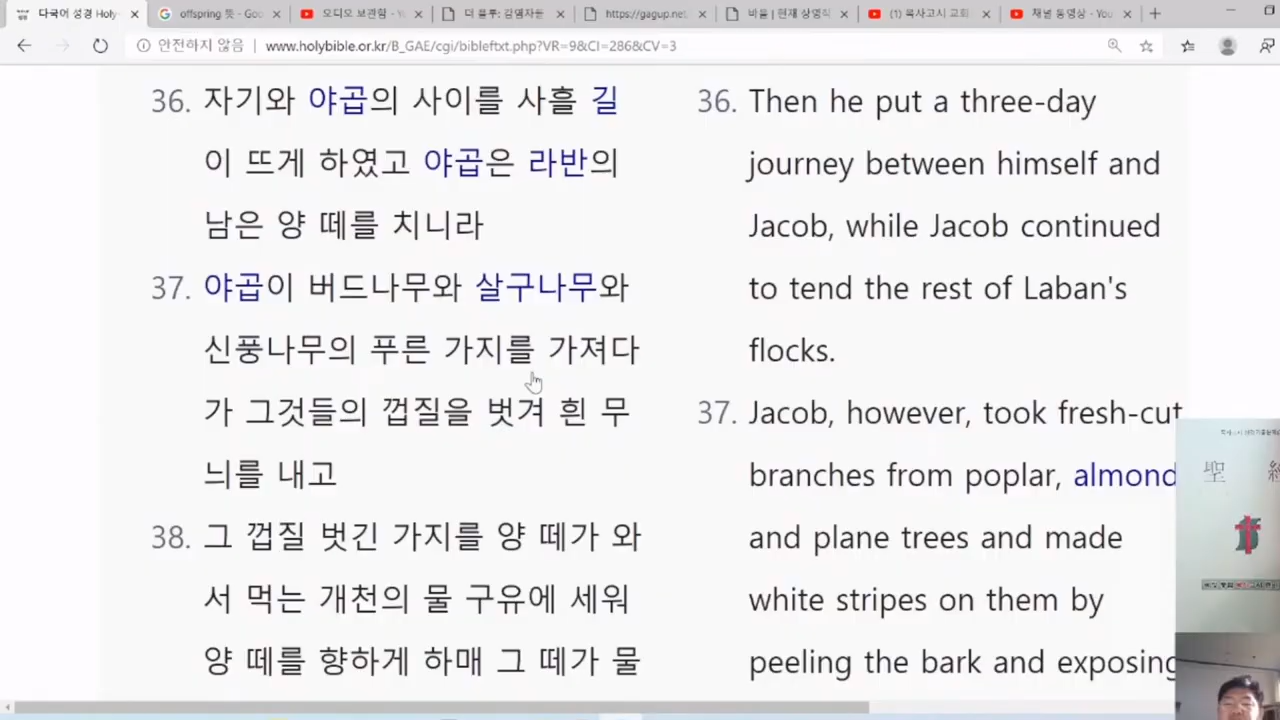 다국어 성경 Holy
offspring 뜻 - Goo
오디오 보관함 - Y
https://gagup.net
바울 | 현재 상영작
(1) 목사고시 교회
채널 동영상 - You
안전하지 않음
www.holybible.or.kr/B_GAE/cgi/bibleftxt.php?VR=9&CI=286&CV=3
36. 자기와 야곱의 사이를 사흘 길
이 뜨게 하였고 야곱은 라반의
남은 양 떼를 치니라
37. 야곱이 버드나무와 살구나무와
신풍나무의 푸른 가지를 가져다
가 그것들의 껍질을 벗겨 흰 무
늬를 내고
38. 그 껍질 벗긴 가지를 양 떼가 와
서 먹는 개천의 물 구유에 세워
양 떼를 향하게 하매 그 떼가 물
36. Then he put a three-day
journey between himself and
Jacob, while Jacob continued
to tend the rest of Laban's
flocks.
37. Jacob, however, took fresh-cut
branches from poplar, almond
and plane trees and made
white stripes on them by
peeling the bark and exposing
聖